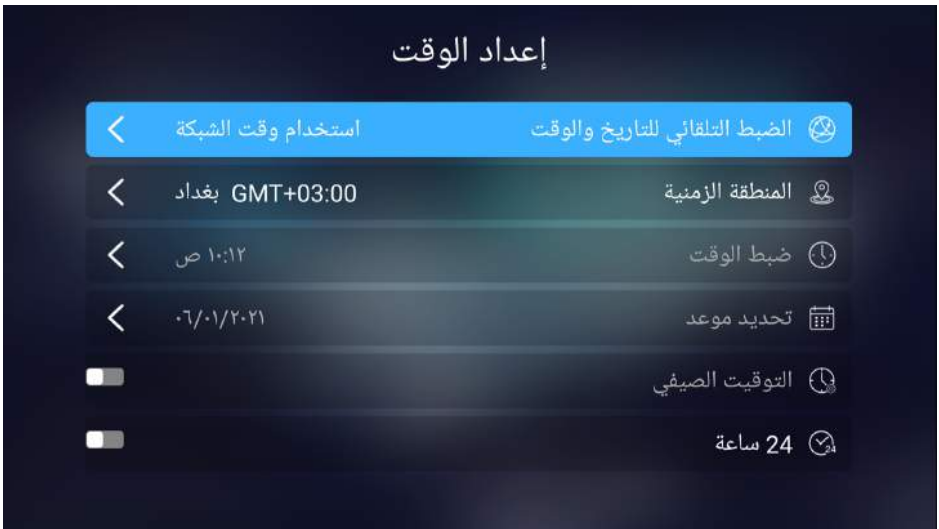 إعداد الوقت
الضبط التلقائي للتاريخ والوقت استخدام وقت الشبكة
المنطقة الزمنية GMT+03:00 بغداد
ضبط الوقت ١٠:١٢ ص
تحديد موعد ٠٦/٠١/٢٠٢١
التوقيت الصيفي
24 ساعة